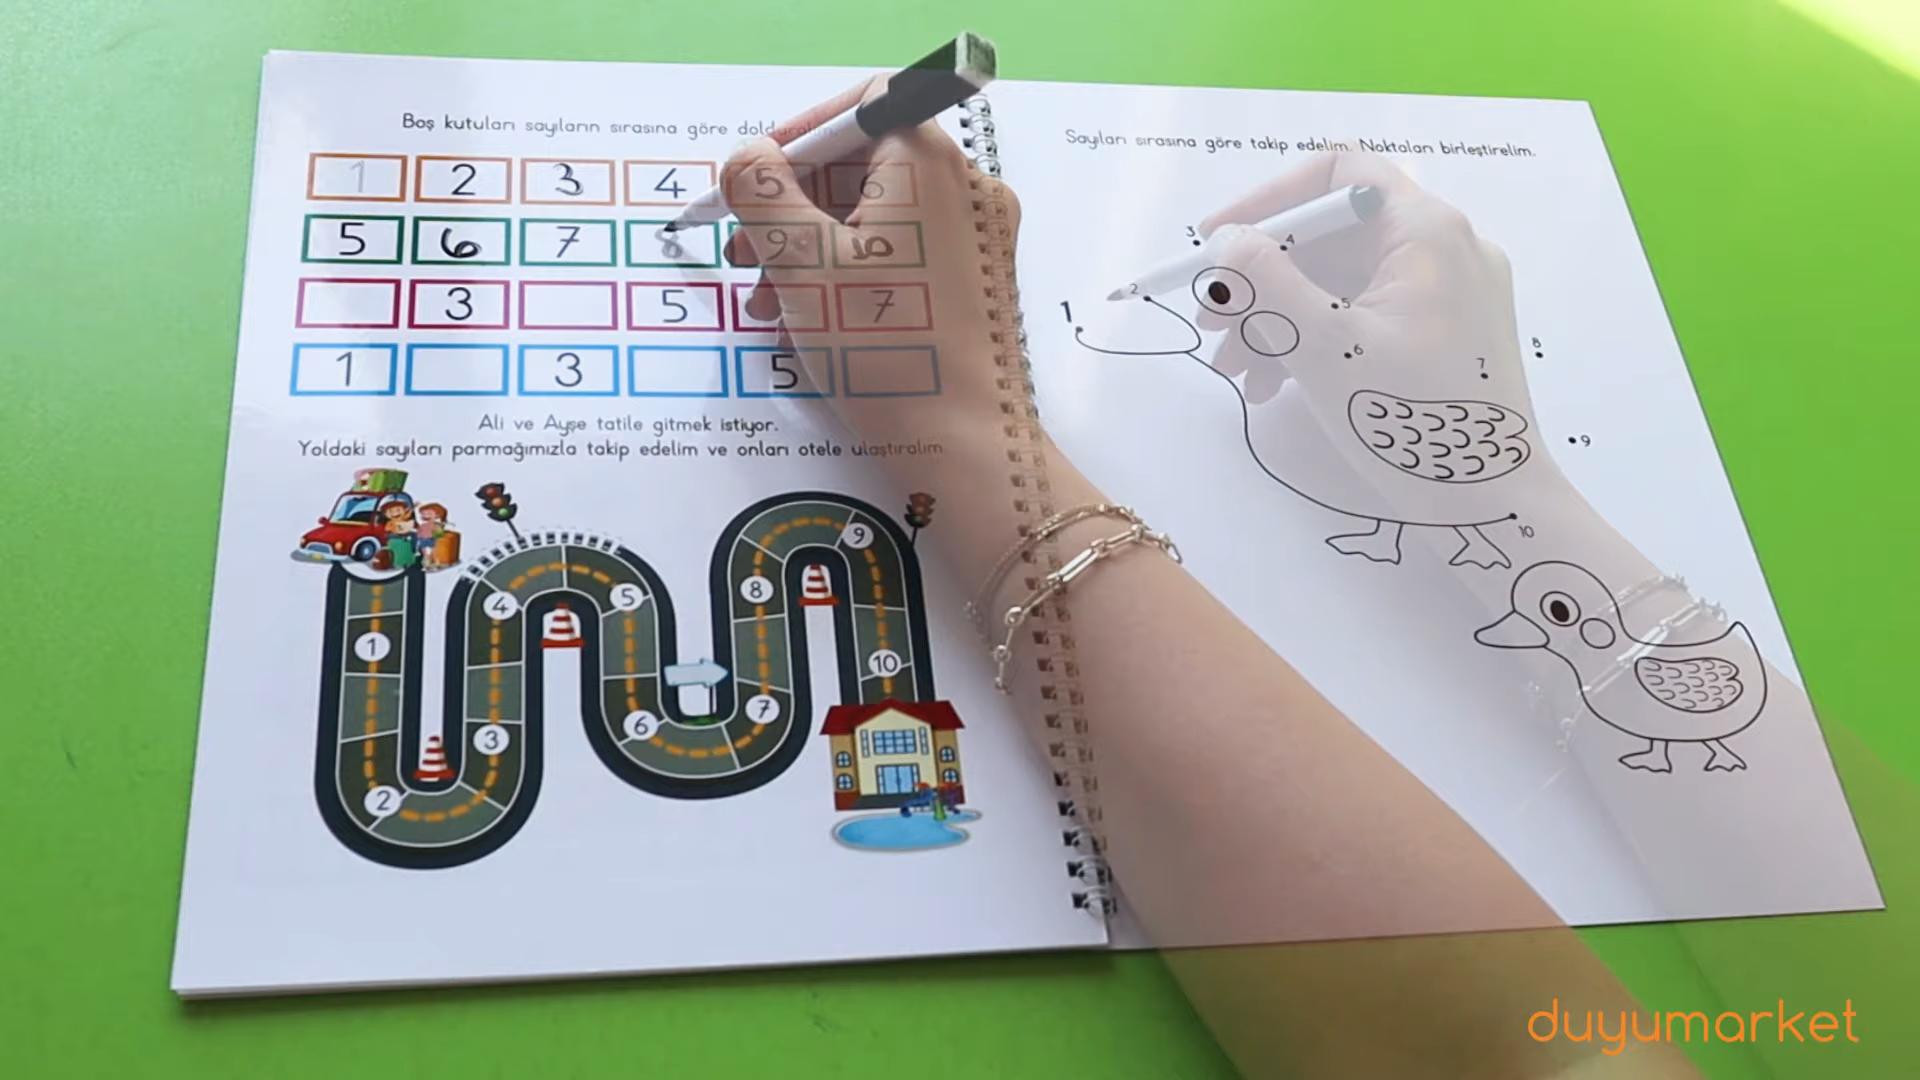 Boş kutuları sayıların sırasına göre dolduralım.
1 2 3 4 5 6
5 6 7 8 9 10
3 5 7
1 3 5
Ali ve Ayşe tatile gitmek istiyor.
Yoldaki sayıları parmağımızla takip edelim ve onları otele ulaştıralım
1
2
3
4
5
6
7
8
9
10
Sayıları sırasına göre takip edelim. Noktaları birleştirelim.
1
2
3
4
5
6
7
8
9
10
duyumarket